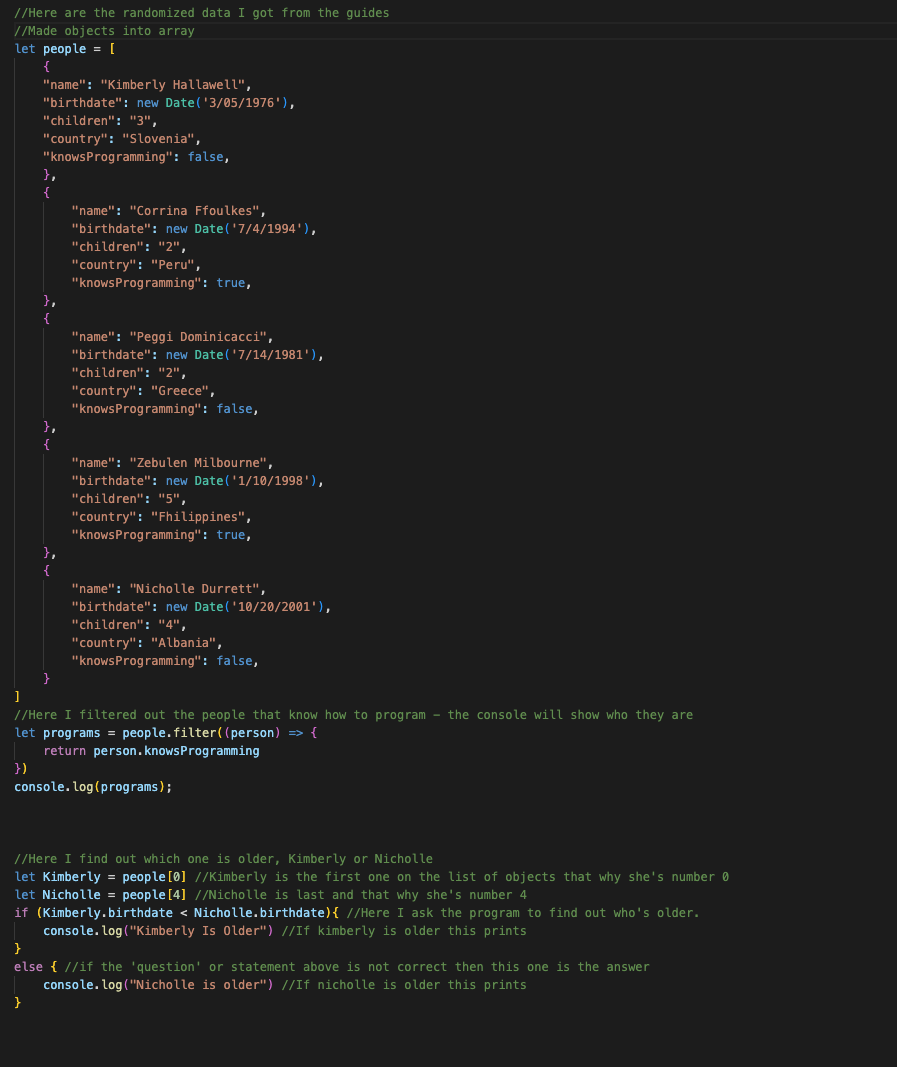 //Here are the randomized data I got from the guides
//Made objects into array
let people = [
    {
    "name": "Kimberly Hallawell",
    "birthdate": new Date('3/05/1976'),
    "children": "3",
    "country": "Slovenia",
    "knowsProgramming": false,
    },
    {
        "name": "Corrina Ffoulkes",
        "birthdate": new Date('7/4/1994'),
        "children": "2",
        "country": "Peru",
        "knowsProgramming": true,
    },
    {
        "name": "Peggi Dominicacci",
        "birthdate": new Date('7/14/1981'),
        "children": "2",
        "country": "Greece",
        "knowsProgramming": false,
    },
    {
        "name": "Zebulen Milbourne",
        "birthdate": new Date('1/10/1998'),
        "children": "5",
        "country": "Fhilippines",
        "knowsProgramming": true,
    },
    {
        "name": "Nicholle Durrett",
        "birthdate": new Date('10/20/2001'),
        "children": "4",
        "country": "Albania",
        "knowsProgramming": false,
    }
]
//Here I filtered out the people that know how to program – the console will show who they are
let programs = people.filter((person) => {
    return person.knowsProgramming
})
console.log(programs);
//Here I find out which one is older, Kimberly or Nicholle
let Kimberly = people[0] //Kimberly is the first one on the list of objects that why she's number 0
let Nicholle = people[4] //Nicholle is last and that why she's number 4
if (Kimberly.birthdate < Nicholle.birthdate){ //Here I ask the program to find out who's older.
    console.log("Kimberly Is Older") //If kimberly is older this prints
}
else { //if the 'question' or statement above is not correct then this one is the answer
    console.log("Nicholle is older") //If nicholle is older this prints
}